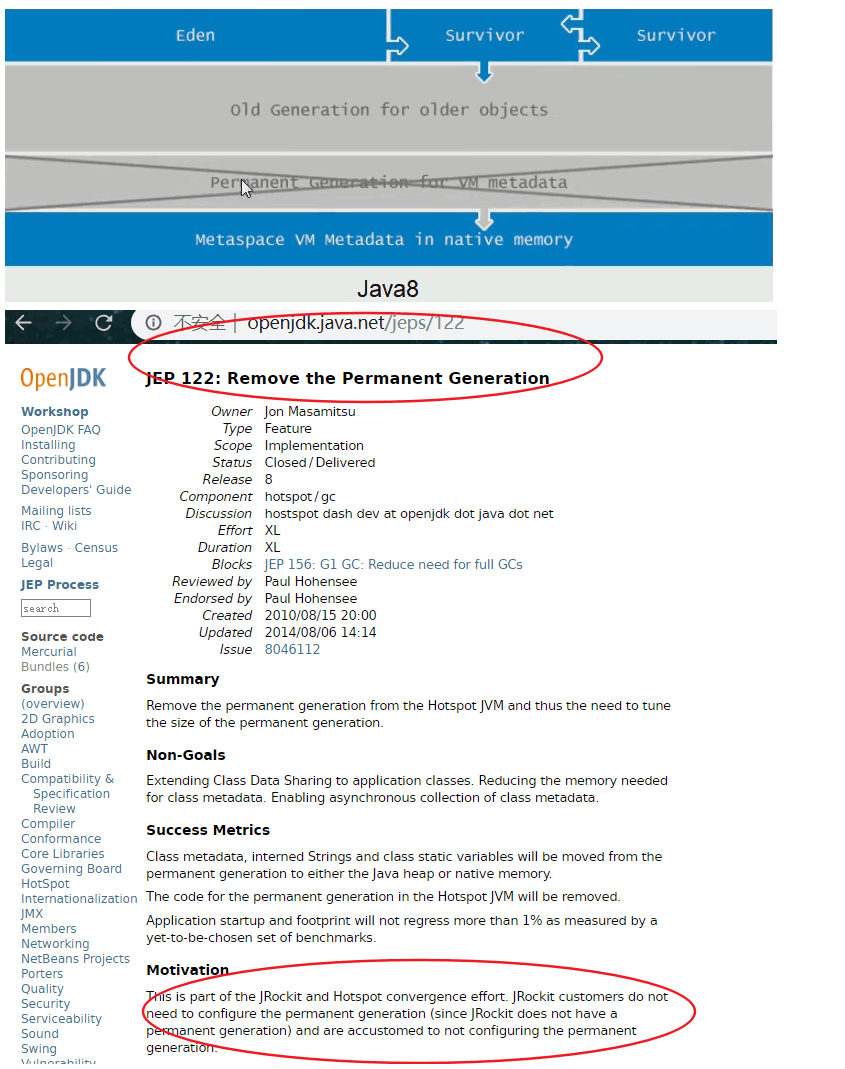 Eden
Survivor
Survivor
Old Generation for older objects
Permanent Generation for VM metadata
Metaspace VM Metadata in native memory
Java8
不安全 | openjdk.java.net/jeps/122
OpenJDK
Workshop
OpenJDK FAQ
Installing
Contributing
Sponsoring
Developers' Guide
Mailing lists
IRC · Wiki
Bylaws · Census
Legal
JEP Process
search
Source code
Mercurial
Bundles (6)
Groups
(overview)
2D Graphics
Adoption
AWT
Build
Compatibility &
Specification
Review
Compiler
Conformance
Core Libraries
Governing Board
HotSpot
Internationalization
JMX
Members
Networking
NetBeans Projects
Porters
Quality
Security
Serviceability
Sound
Swing
Vulnerability
JEP 122: Remove the Permanent Generation
Owner Jon Masamitsu
Type Feature
Scope Implementation
Status Closed / Delivered
Release 8
Component hotspot / gc
Discussion hostspot dash dev at openjdk dot java dot net
Effort XL
Duration XL
Blocks JEP 156: G1 GC: Reduce need for full GCs
Reviewed by Paul Hohensee
Endorsed by Paul Hohensee
Created 2010/08/15 20:00
Updated 2014/08/06 14:14
Issue 8046112
Summary
Remove the permanent generation from the Hotspot JVM and thus the need to tune
the size of the permanent generation.
Non-Goals
Extending Class Data Sharing to application classes. Reducing the memory needed
for class metadata. Enabling asynchronous collection of class metadata.
Success Metrics
Class metadata, interned Strings and class static variables will be moved from the
permanent generation to either the Java heap or native memory.
The code for the permanent generation in the Hotspot JVM will be removed.
Application startup and footprint will not regress more than 1% as measured by a
yet-to-be-chosen set of benchmarks.
Motivation
This is part of the JRockit and Hotspot convergence effort. JRockit customers do not
need to configure the permanent generation (since JRockit does not have a
permanent generation) and are accustomed to not configuring the permanent
generation.